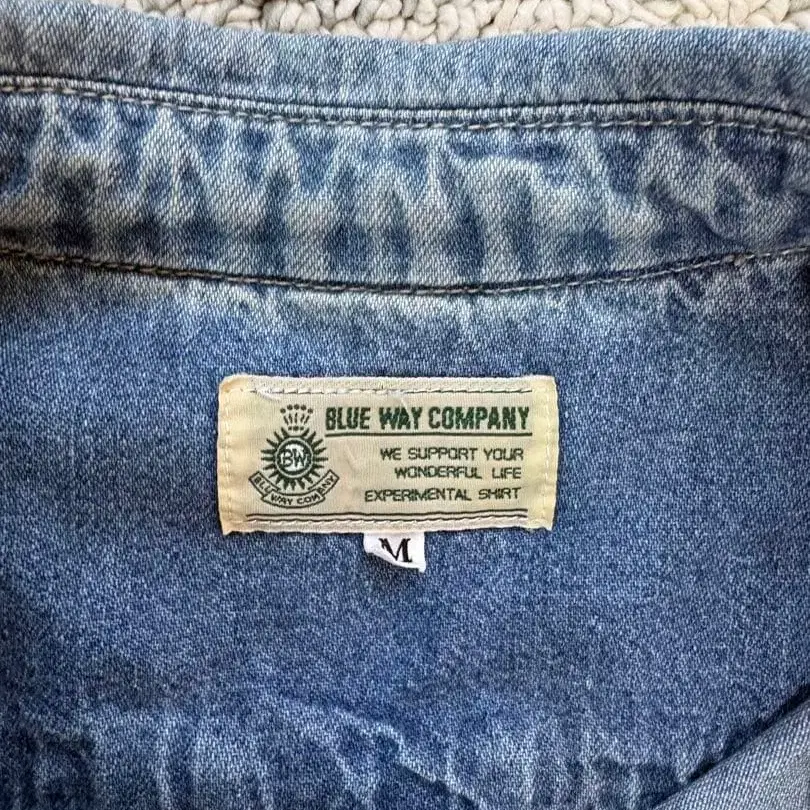 BLUE WAY COMPANY
WE SUPPORT YOUR
WONDERFUL LIFE
EXPERIMENTAL SHIRT
BW
BLUE WAY COMPANY
M